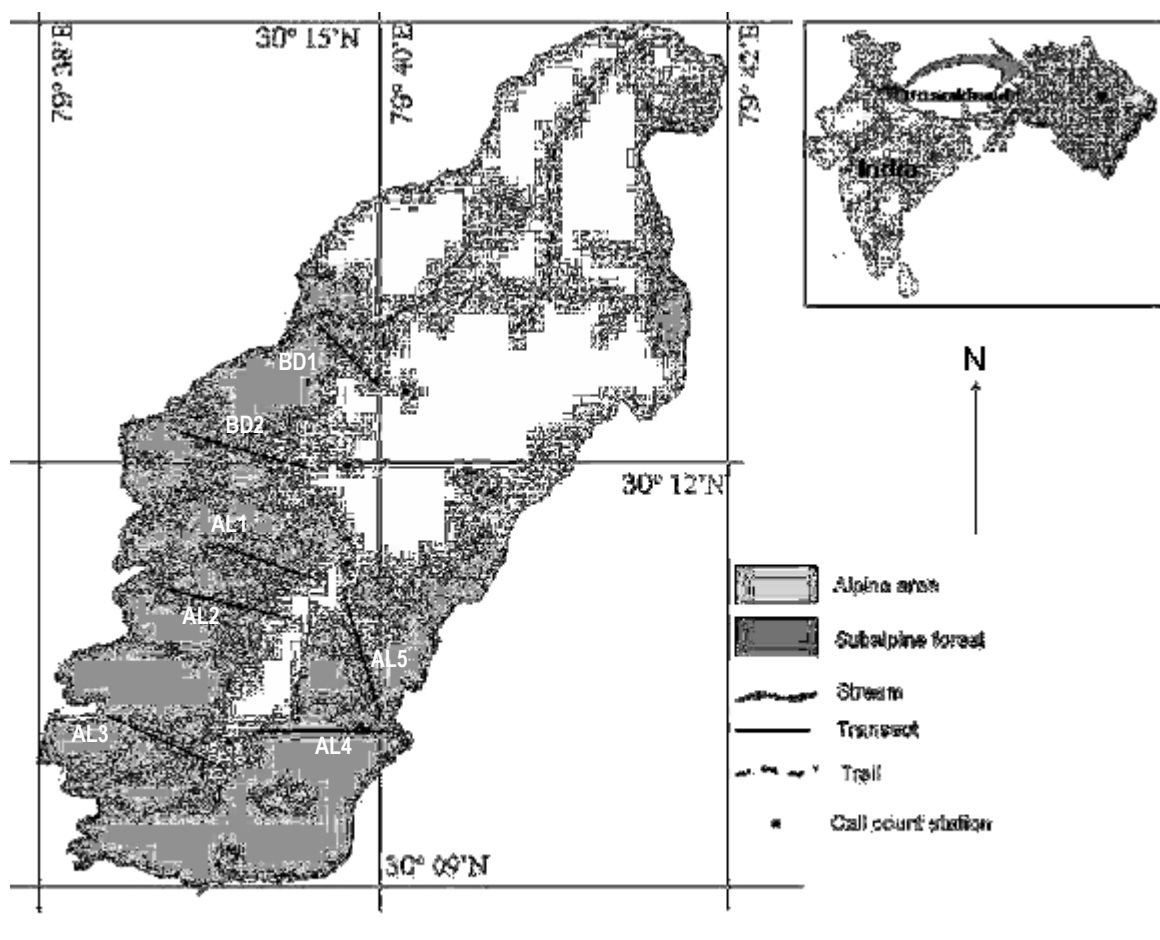 79° 38'E
30° 15'N
79° 40'E
79° 42'E
Uttarakhand
India
BD1
BD2
N
30° 12'N
AL1
Alpine area
AL2
Subalpine forest
AL5
Stream
AL3
Transect
AL4
Trail
Call count station
30° 09'N